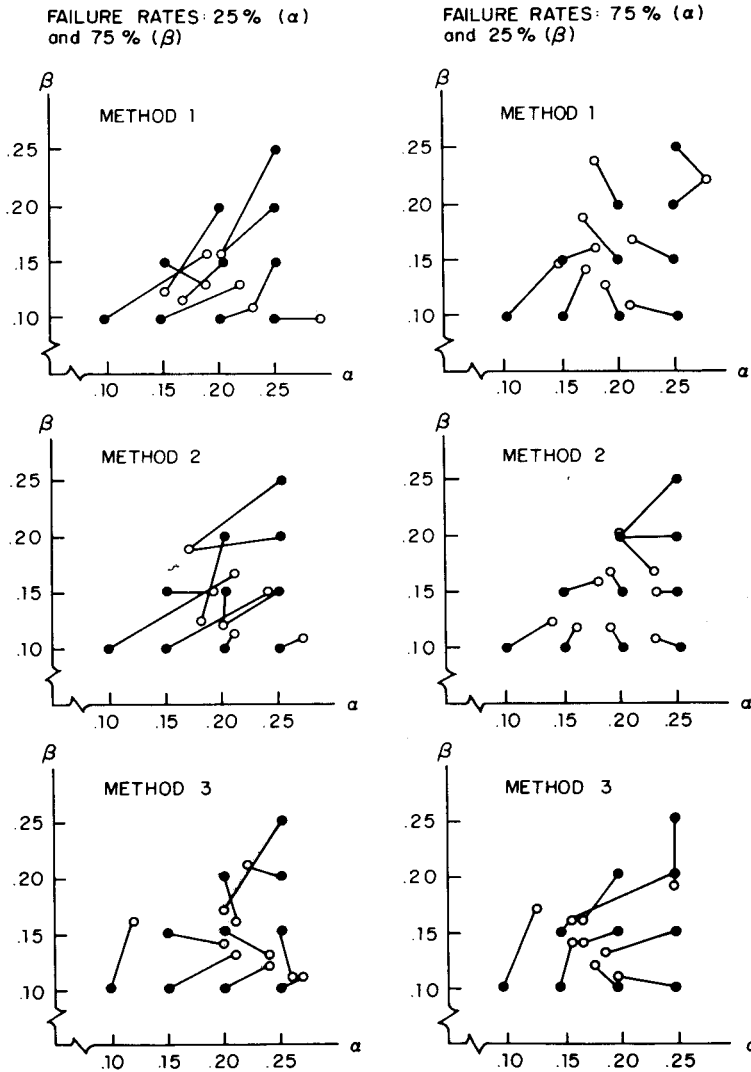 FAILURE RATES: 25% (α)
and 75% (β)
FAILURE RATES: 75% (α)
and 25% (β)
β
METHOD 1
.25
.20
.15
.10
.10 .15 .20 .25 α
β
METHOD 1
.25
.20
.15
.10
.10 .15 .20 .25 α
β
METHOD 2
.25
.20
.15
.10
.10 .15 .20 .25 α
β
METHOD 2
.25
.20
.15
.10
.10 .15 .20 .25 α
β
METHOD 3
.25
.20
.15
.10
.10 .15 .20 .25 α
β
METHOD 3
.25
.20
.15
.10
.10 .15 .20 .25 α